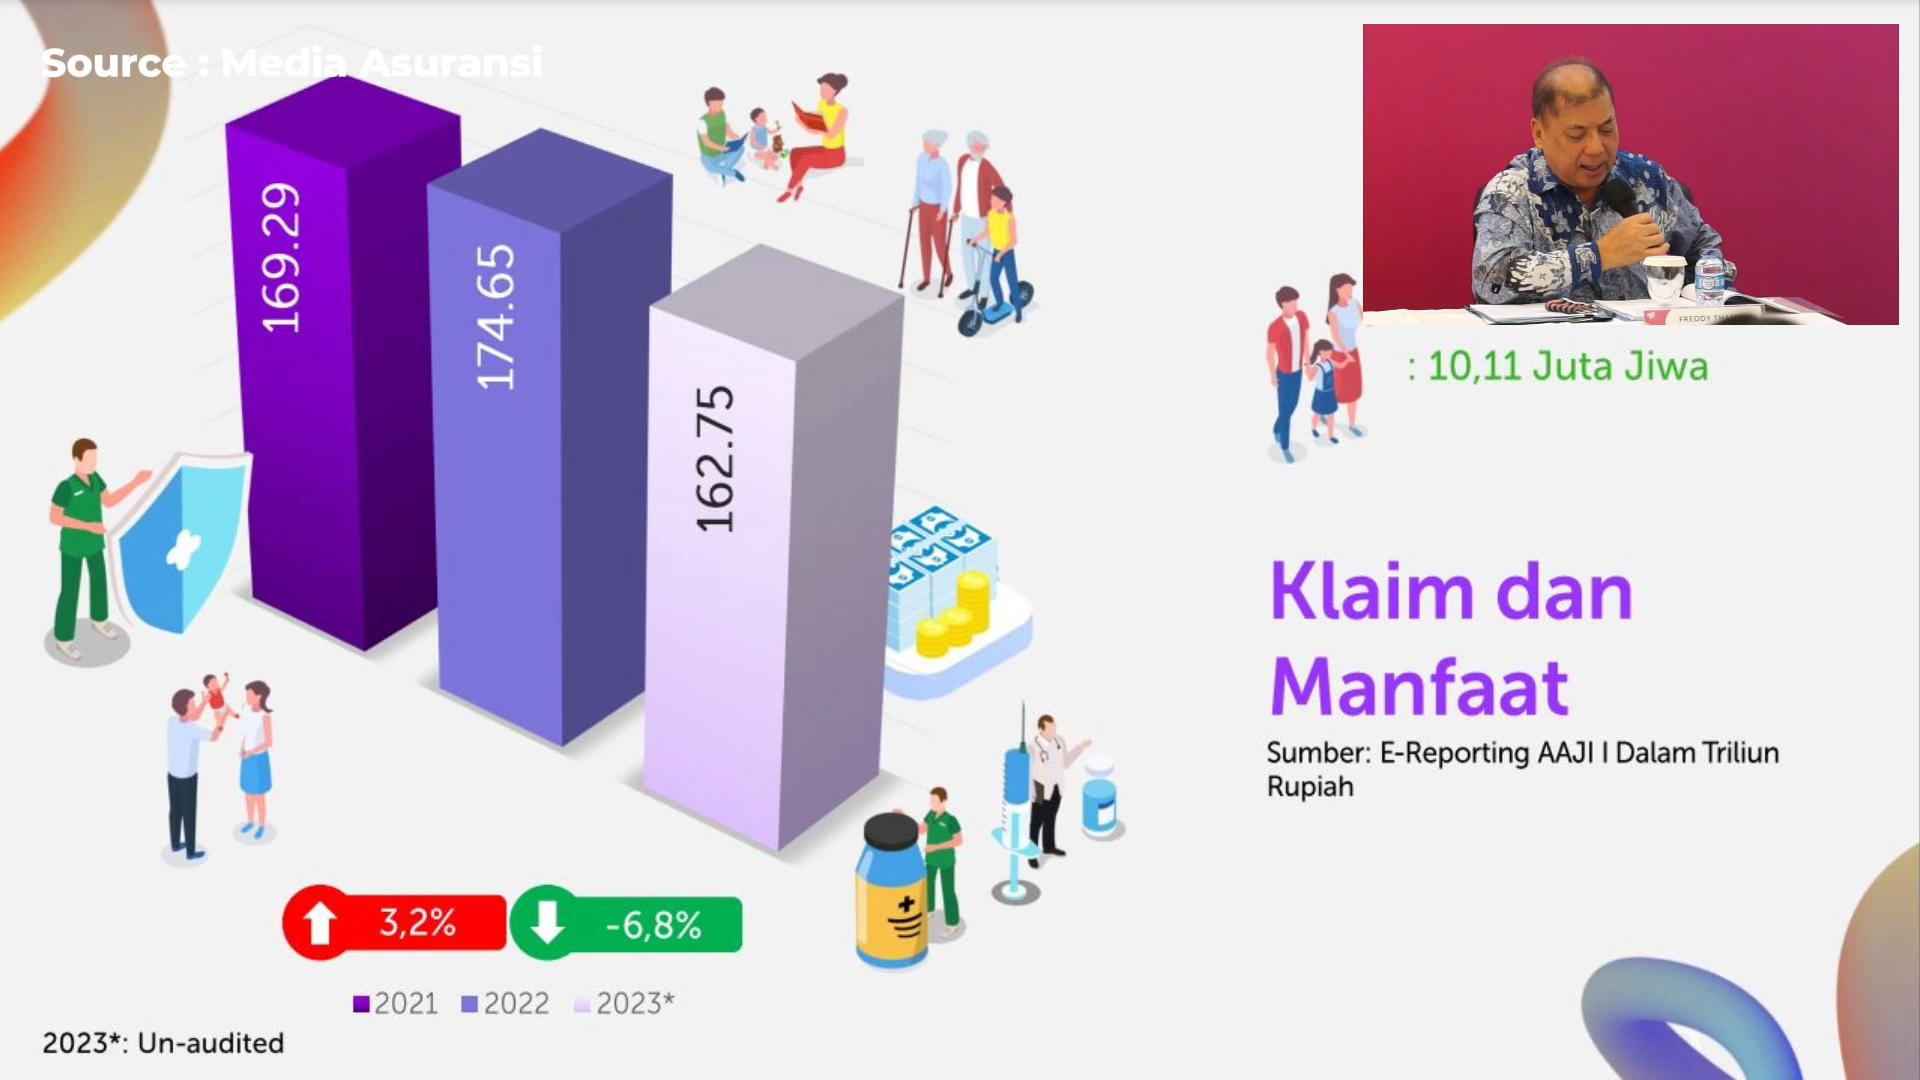 Source : Media Asuransi
169.29
174.65
162.75
FREDDY
: 10,11 Juta Jiwa
Klaim dan
Manfaat
Sumber: E-Reporting AAJI I Dalam Triliun
Rupiah
3,2%
-6,8%
2021 2022 2023*
2023*: Un-audited